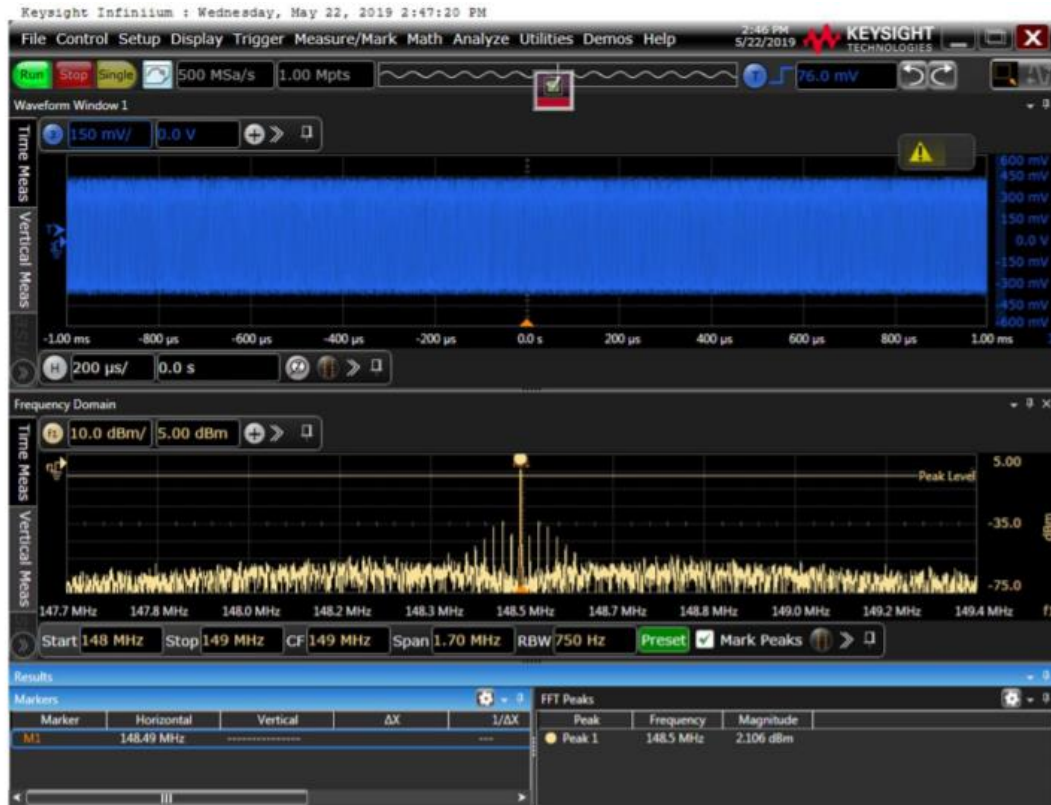 Keysight Infiniium : Wednesday, May 22, 2019 2:47:20 PM
File Control Setup Display Trigger Measure/Mark Math Analyze Utilities Demos Help
2:46 PM
5/22/2019
KEYSIGHT
TECHNOLOGIES
Run Stop Single 500 MSa/s 1.00 Mpts T 76.0 mV
Waveform Window 1
150 mV/ 0.0 V
Time Meas
Vertical Meas
600 mV
450 mV
300 mV
150 mV
0.0 V
-150 mV
-300 mV
-450 mV
-600 mV
-1.00 ms -800 µs -600 µs -400 µs -200 µs 0.0 s 200 µs 400 µs 600 µs 800 µs 1.00 ms
H 200 µs/ 0.0 s
Frequency Domain
f1 10.0 dBm/ 5.00 dBm
Time Meas
Vertical Meas
Peak Level
5.00
-35.0
-75.0
dBm
147.7 MHz 147.8 MHz 148.0 MHz 148.2 MHz 148.3 MHz 148.5 MHz 148.7 MHz 148.8 MHz 149.0 MHz 149.2 MHz 149.4 MHz
Start 148 MHz Stop 149 MHz CF 149 MHz Span 1.70 MHz RBW 750 Hz Preset Mark Peaks
Results
Markers
Marker Horizontal Vertical ΔX 1/ΔX
M1 148.49 MHz --------------- ---
FFT Peaks
Peak Frequency Magnitude
Peak 1 148.5 MHz 2.106 dBm